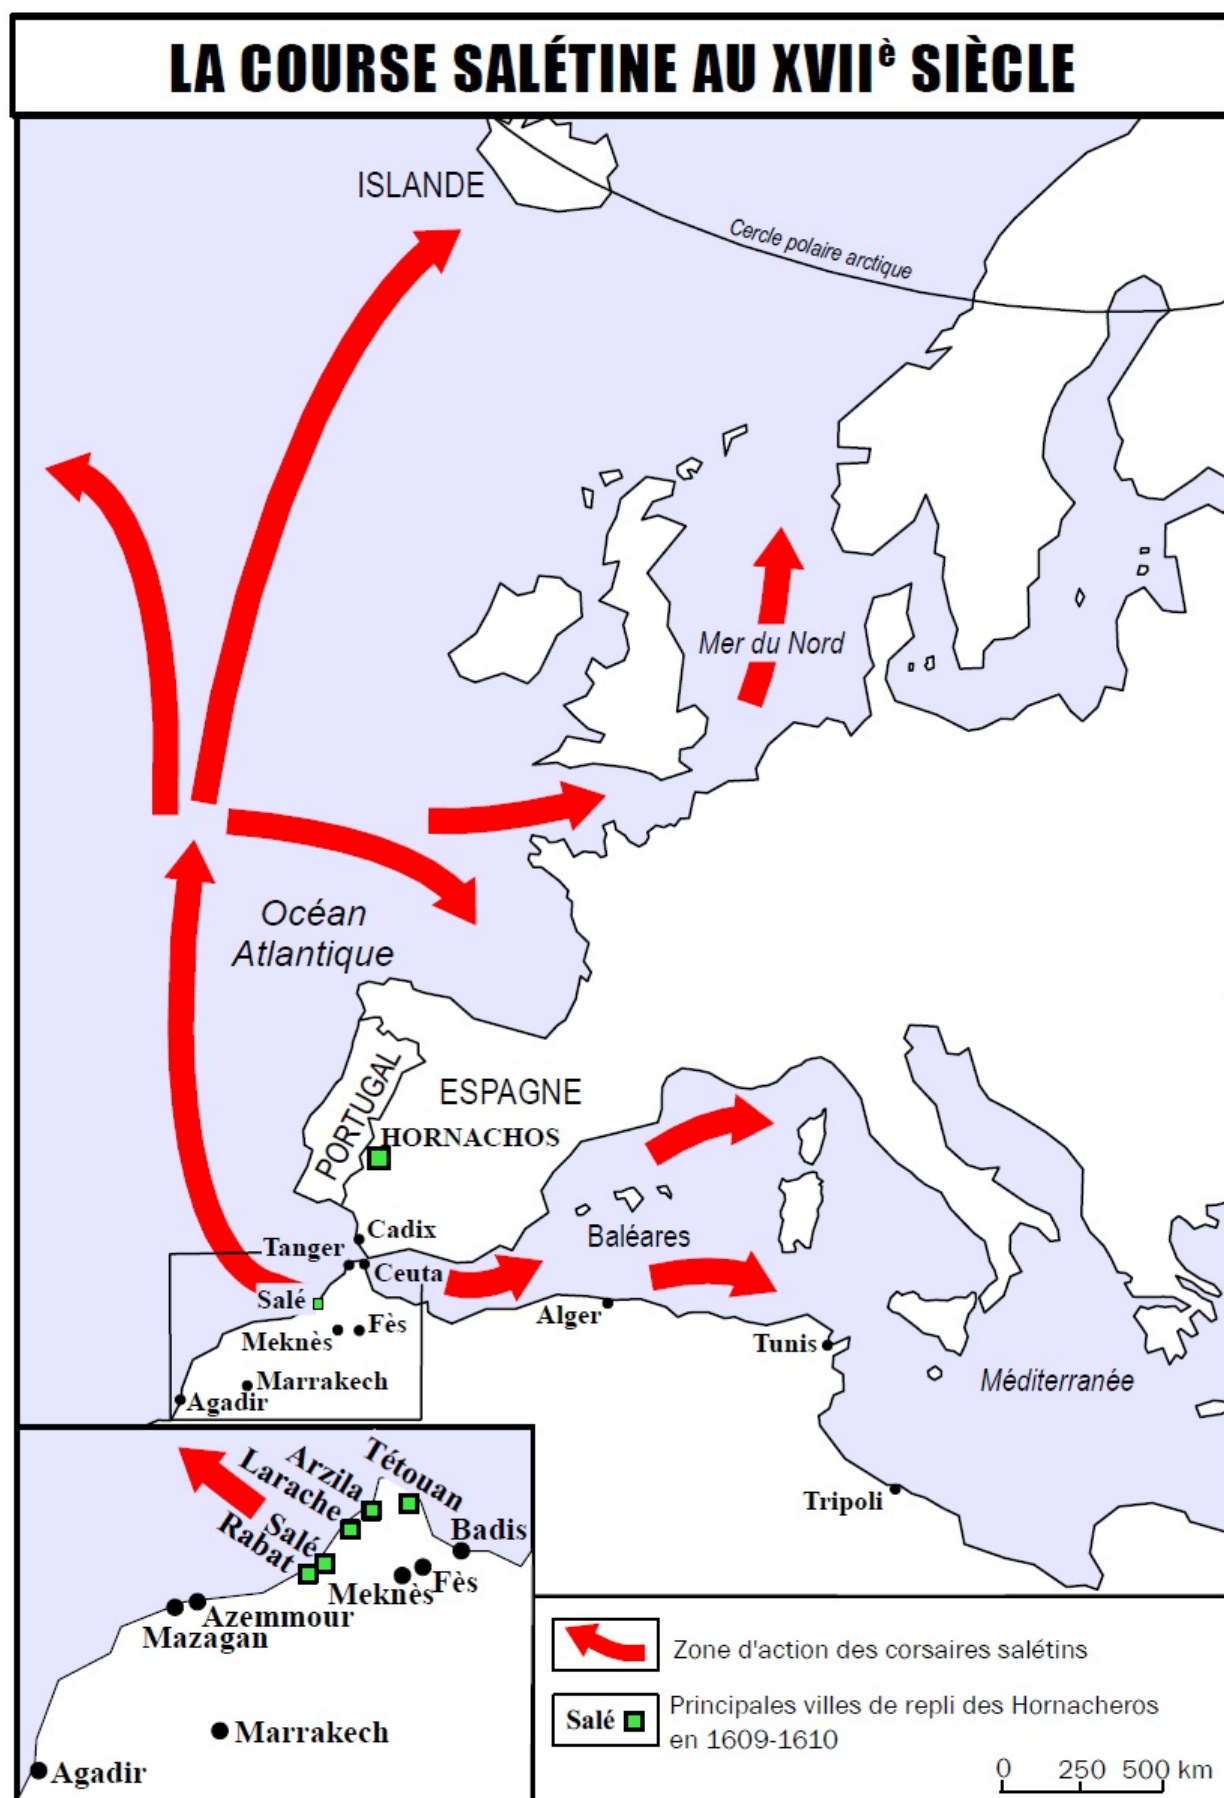 LA COURSE SALÉTINE AU XVIIè SIÈCLE
ISLANDE
Cercle polaire arctique
Mer du Nord
Océan
Atlantique
PORTUGAL
ESPAGNE
HORNACHOS
Cadix
Tanger
Ceuta
Salé
Fès
Meknès
Marrakech
Agadir
Baléares
Alger
Tunis
Méditerranée
Tripoli
Tétouan
Arzila
Larache
Salé
Rabat
Badis
Fès
Meknès
Azemmour
Mazagan
Marrakech
Agadir
Zone d'action des corsaires salétins
Salé
Principales villes de repli des Hornacheros
en 1609-1610
0 250 500 km